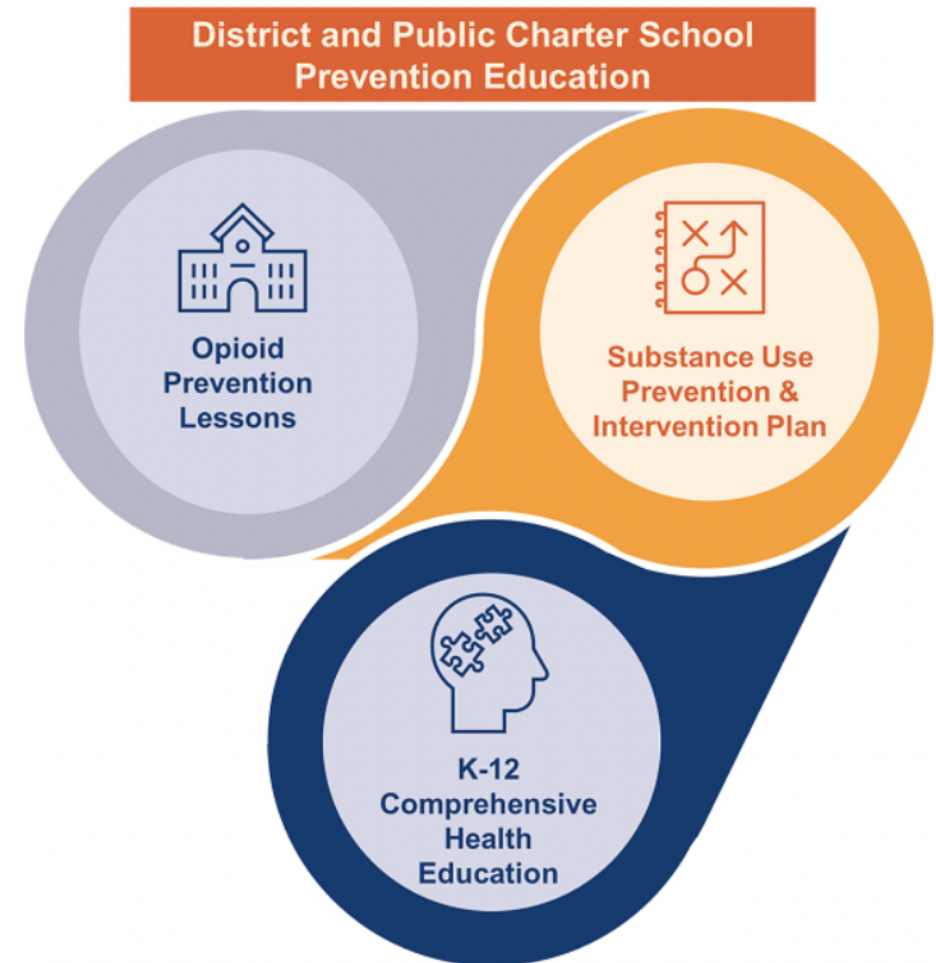 District and Public Charter School
Prevention Education
Opioid
Prevention
Lessons
Substance Use
Prevention &
Intervention Plan
K-12
Comprehensive
Health
Education